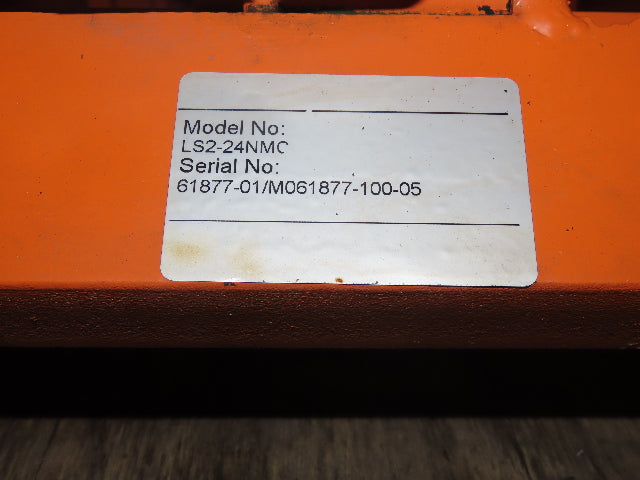 Model No:
LS2-24NMC
Serial No:
61877-01/M061877-100-05